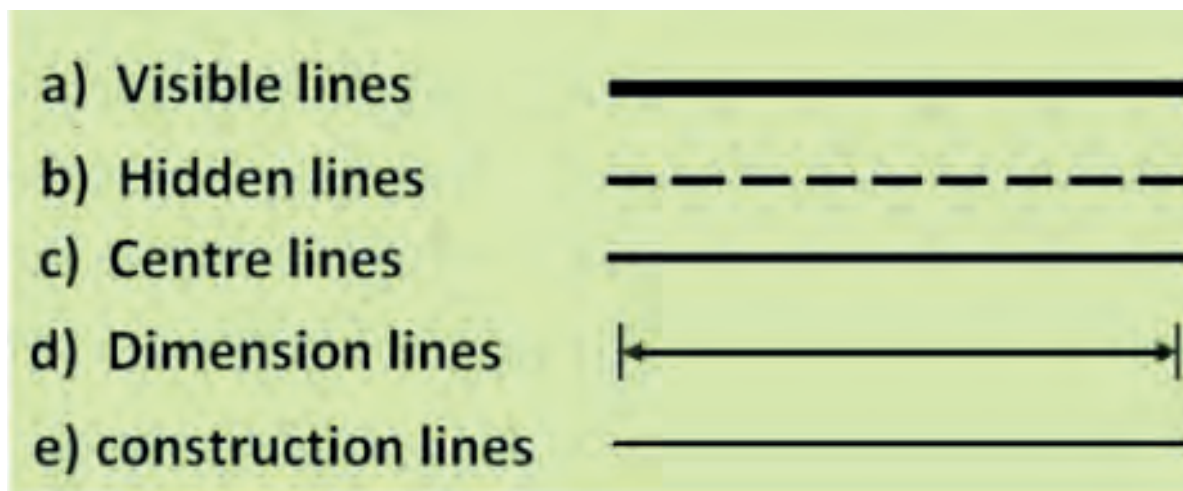 a) Visible lines
b) Hidden lines
c) Centre lines
d) Dimension lines
e) construction lines